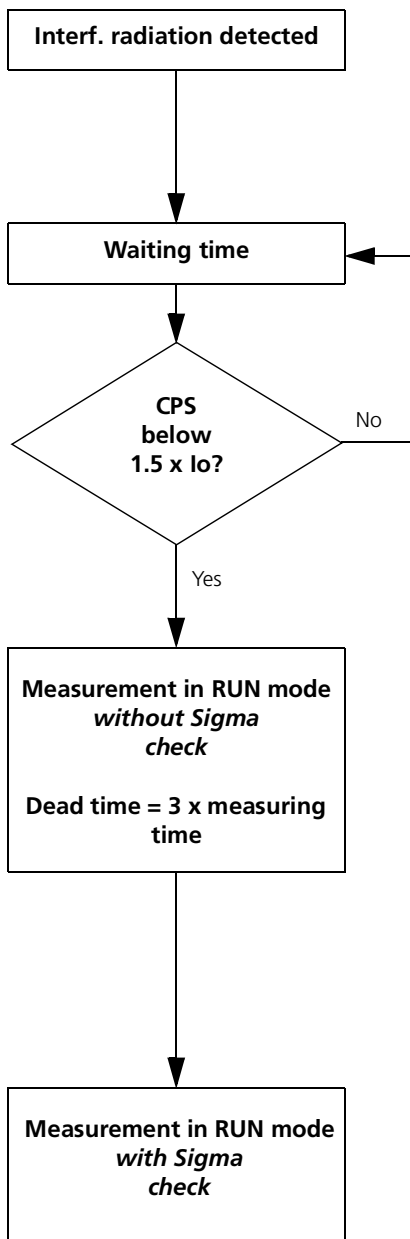 Interf. radiation detected
Waiting time
CPS
below
1.5 x Io?
No
Yes
Measurement in RUN mode
without Sigma
check
Dead time = 3 x measuring
time
Measurement in RUN mode
with Sigma
check